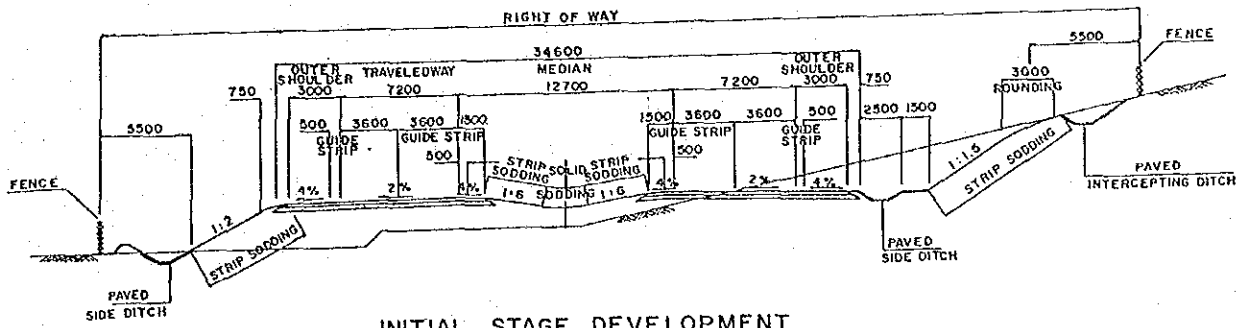 RIGHT OF WAY
5500
FENCE
34600
OUTER SHOULDER
TRAVELEDWAY
MEDIAN
OUTER SHOULDER
750
3000
7200
12700
7200
3000
750
3000
ROUNDING
5500
500
3600
3600
1500
1500
3600
3600
500
2500
1500
GUIDE STRIP
GUIDE STRIP
GUIDE STRIP
GUIDE STRIP
500
500
STRIP SODDING
SOLID SODDING
STRIP SODDING
FENCE
4%
2%
4%
1:6
1:6
4%
2%
4%
1:1.5
STRIP SODDING
PAVED
INTERCEPTING DITCH
1:2
STRIP SODDING
PAVED
SIDE DITCH
PAVED
SIDE DITCH
INITIAL STAGE DEVELOPMENT